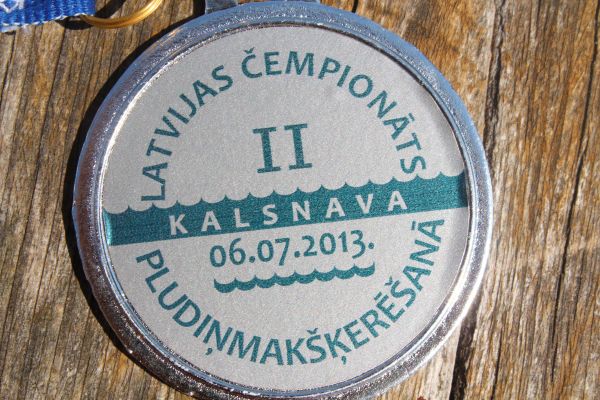 LATVIJAS ČEMPIONĀTS
II
KALSNAVA
06.07.2013.
PLUDIŅMAKŠĶERĒŠANĀ